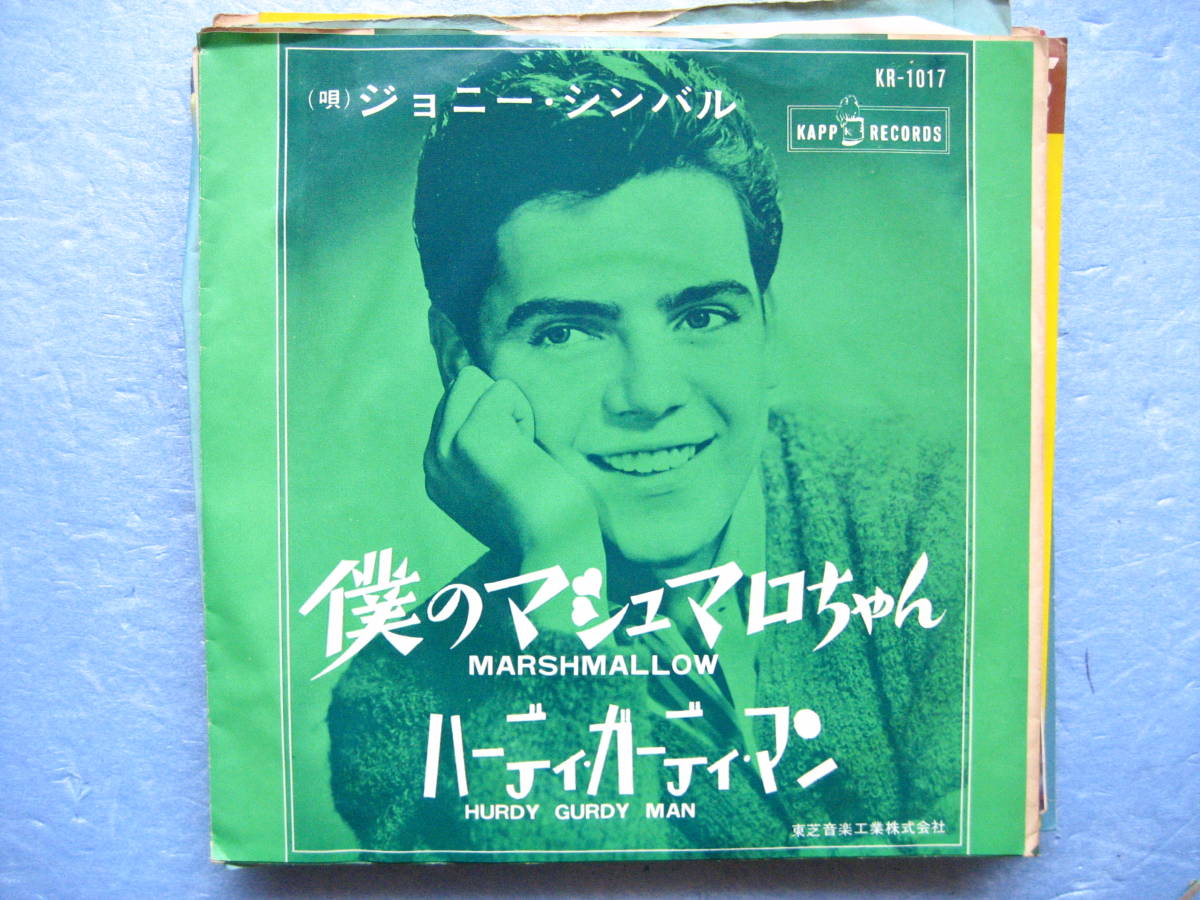 (唄)ジョニー・シンバル
KR-1017
KAPP K RECORDS
僕のマシュマロちゃん
MARSHMALLOW
ハーディ・ガーディ・マン
HURDY GURDY MAN
東芝音楽工業株式会社